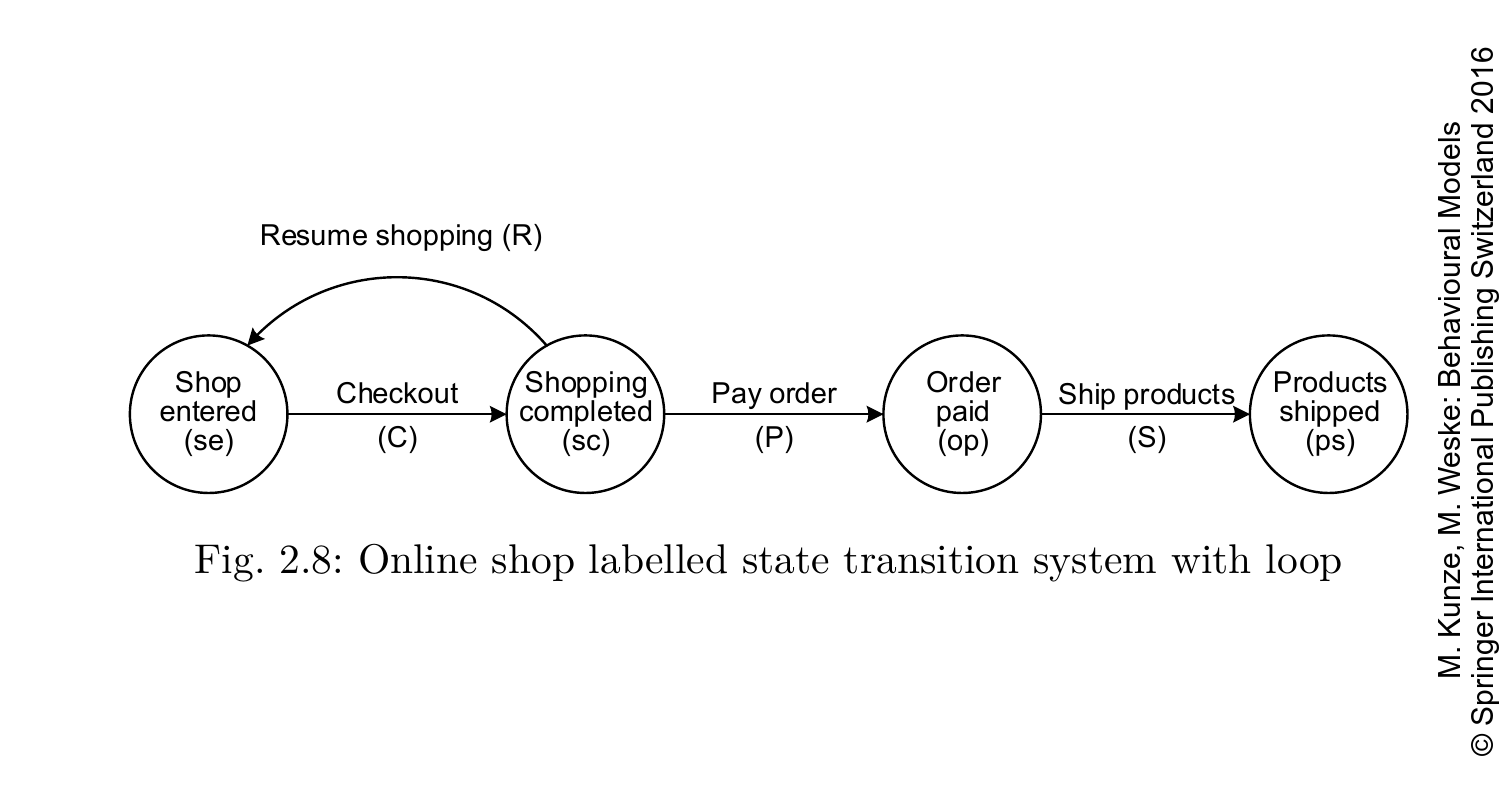 Resume shopping (R)
Shop
entered
(se)
Checkout
(C)
Shopping
completed
(sc)
Pay order
(P)
Order
paid
(op)
Ship products
(S)
Products
shipped
(ps)
Fig. 2.8: Online shop labelled state transition system with loop
M. Kunze, M. Weske: Behavioural Models
© Springer International Publishing Switzerland 2016